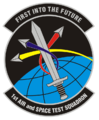 FIRST INTO THE FUTURE
1st AIR and SPACE TEST SQUADRON